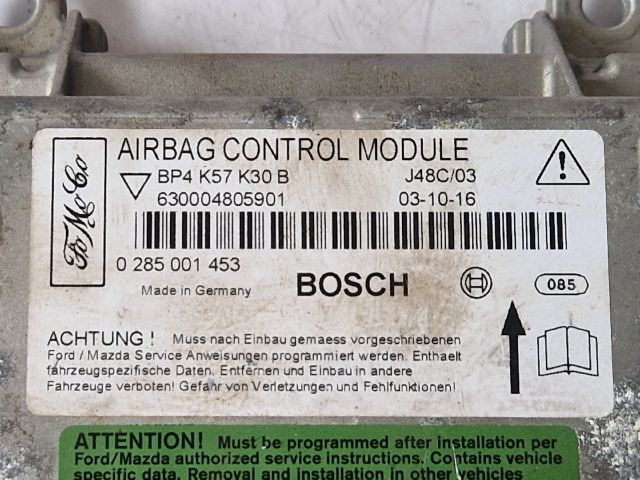 FoMoCo
AIRBAG CONTROL MODULE
BP4 K57 K30 B J48C/03
630004805901 03-10-16
0 285 001 453
Made in Germany BOSCH 085
ACHTUNG ! Muss nach Einbau gemaess vorgeschriebenen
Ford / Mazda Service Anweisungen programmiert werden. Enthaelt
fahrzeugspezifische Daten. Entfernen und Einbau in andere
Fahrzeuge verboten! Gefahr von Verletzungen und Fehlfunktionen!
ATTENTION! Must be programmed after installation per
Ford/Mazda authorized service instructions. Contains vehicle
specific data. Removal and installation in other vehicles